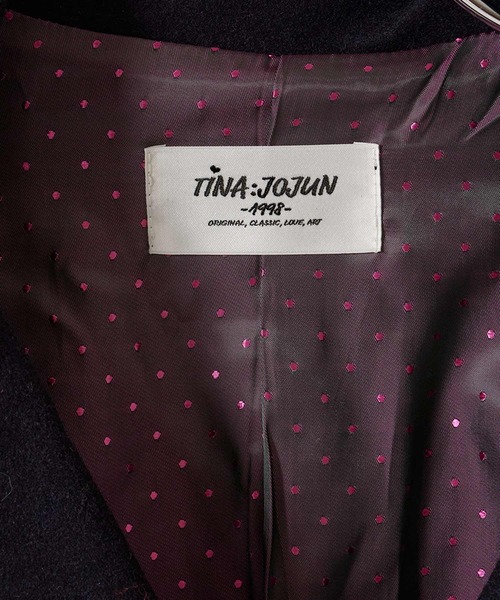 TINA:JOJUN
-1998-
ORIGINAL, CLASSIC, LOVE, ART